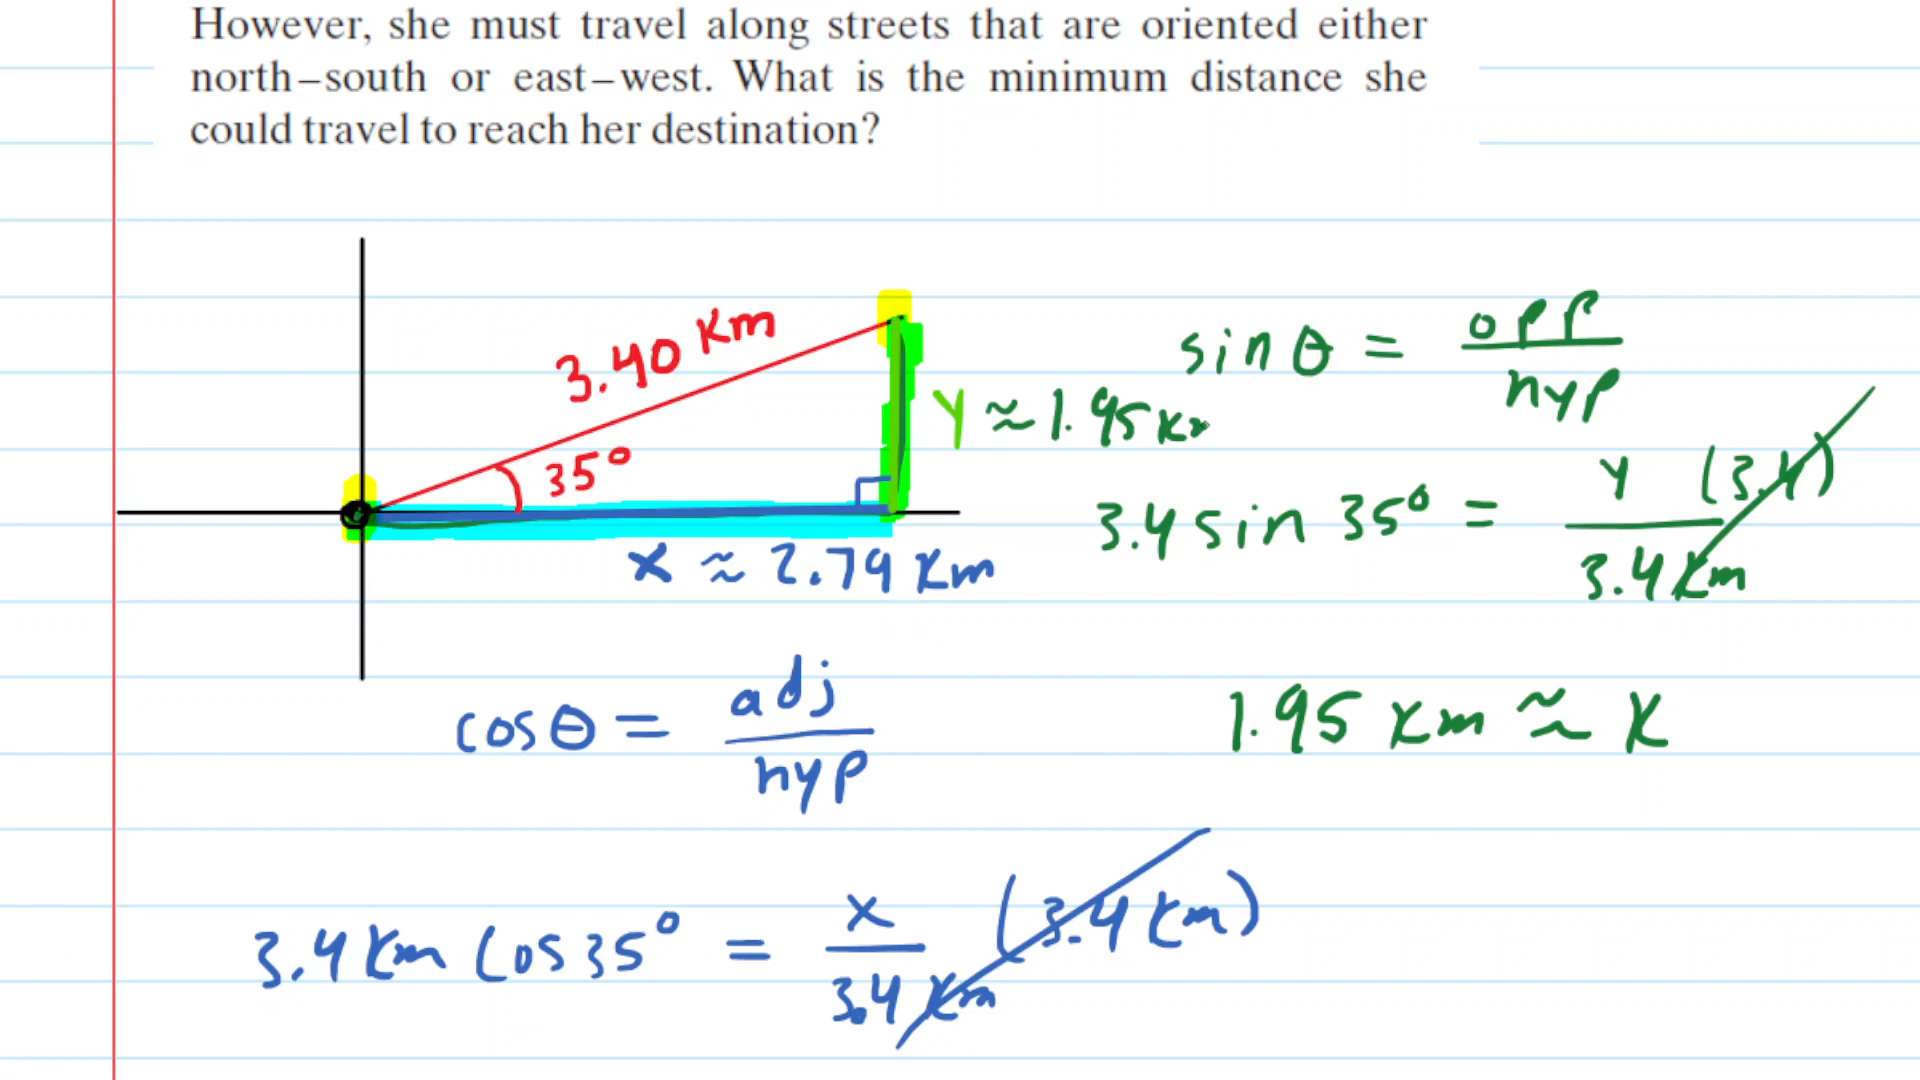 However, she must travel along streets that are oriented either
north–south or east–west. What is the minimum distance she
could travel to reach her destination?
3.40 Km
35°
Y ≈ 1.95 Km
x ≈ 2.79 Km
sin θ = opp / hyp
3.4 sin 35° = Y / 3.4 Km (3.4)
1.95 Km ≈ K
cos θ = adj / hyp
3.4 Km cos 35° = x / 3.4 Km (3.4 Km)